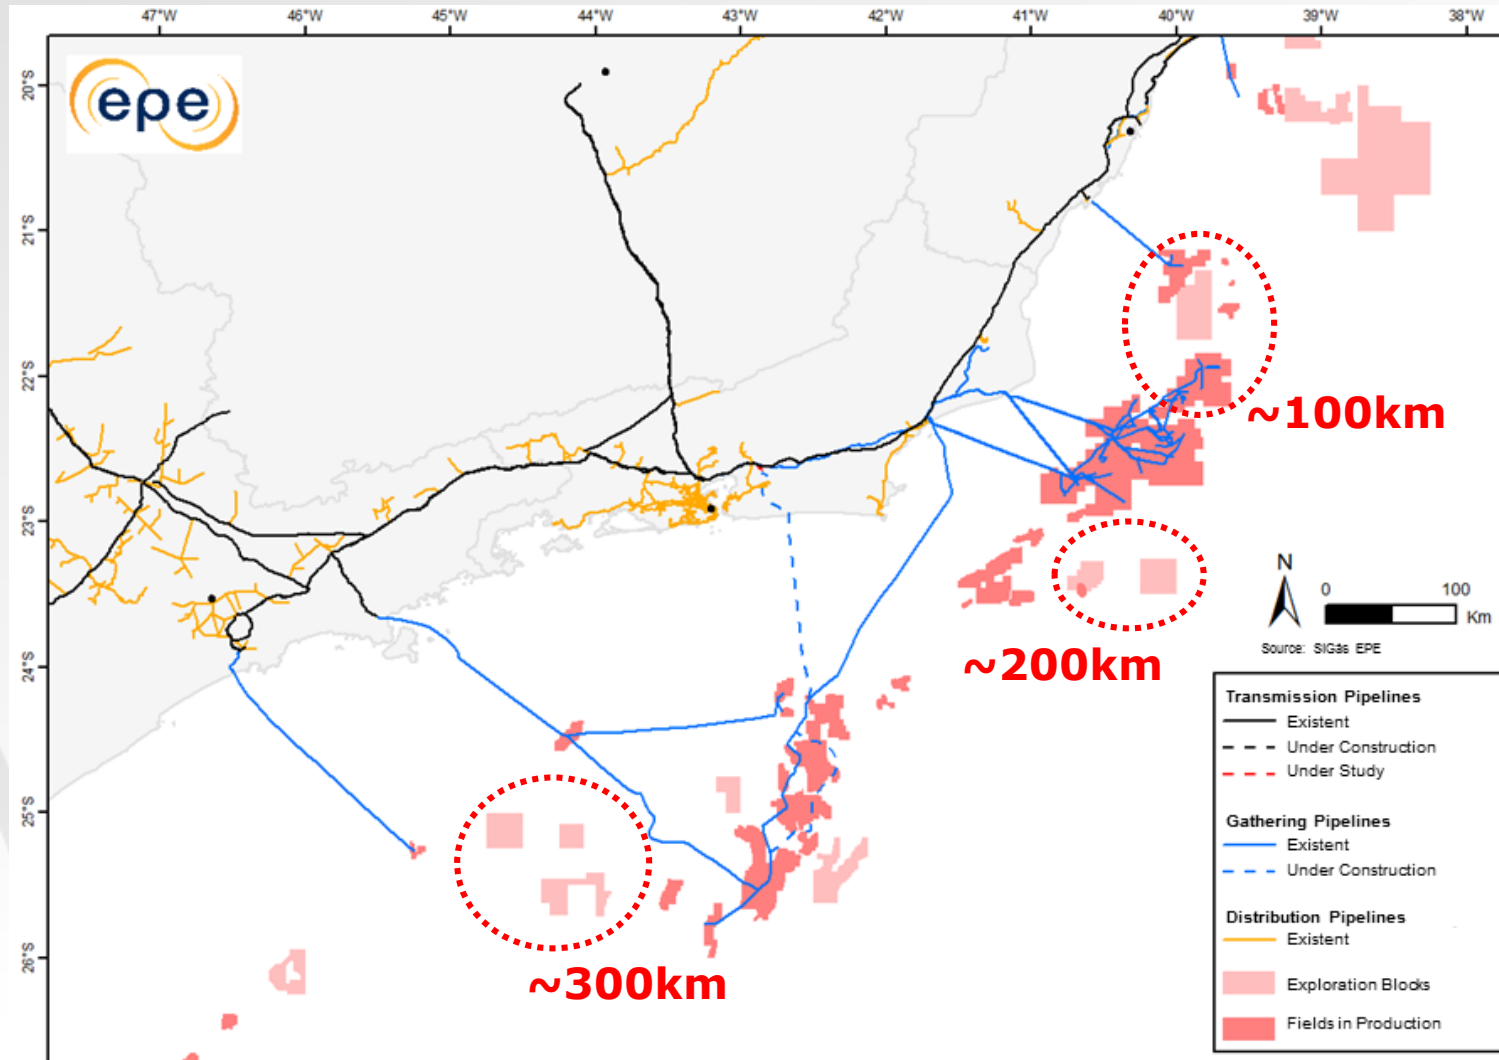 47°W 46°W 45°W 44°W 43°W 42°W 41°W 40°W 39°W 38°W
epe
20°S
21°S
22°S
~100km
23°S
N
0 100
Km
Source: SIGás EPE
~200km
24°S
Transmission Pipelines
Existent
Under Construction
Under Study
25°S
Gathering Pipelines
Existent
Under Construction
Distribution Pipelines
Existent
26°S
~300km
Exploration Blocks
Fields in Production